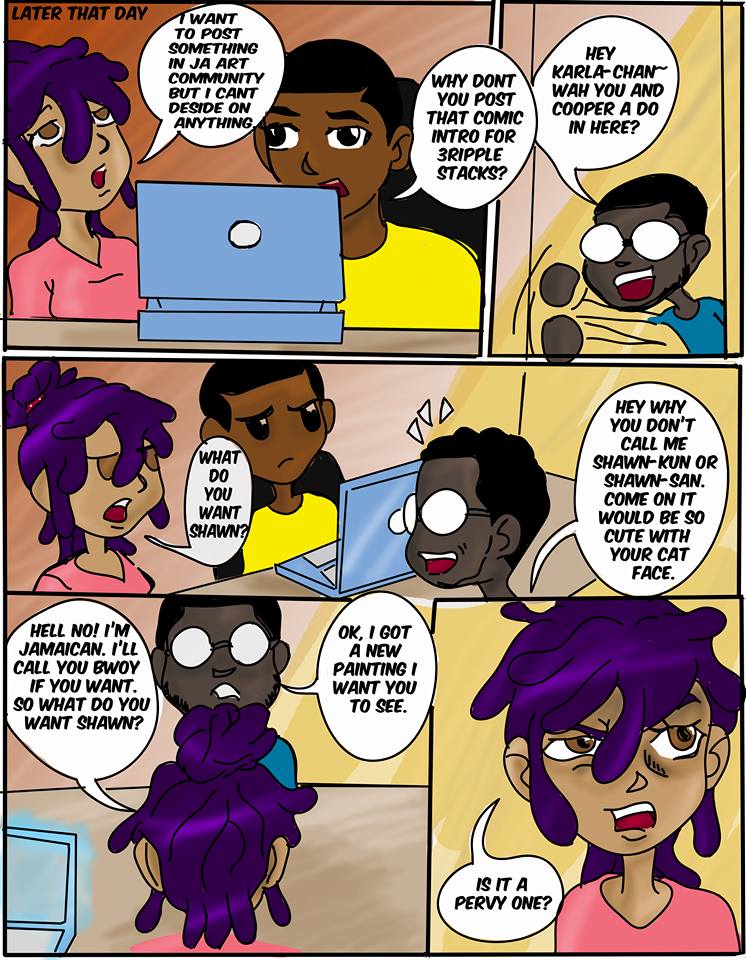 LATER THAT DAY
I WANT
TO POST
SOMETHING
IN JA ART
COMMUNITY
BUT I CANT
DESIDE ON
ANYTHING.
WHY DONT
YOU POST
THAT COMIC
INTRO FOR
3RIPPLE
STACKS?
HEY
KARLA-CHAN~
WAH YOU AND
COOPER A DO
IN HERE?
WHAT
DO
YOU
WANT
SHAWN?
HEY WHY
YOU DON'T
CALL ME
SHAWN-KUN OR
SHAWN-SAN.
COME ON IT
WOULD BE SO
CUTE WITH
YOUR CAT
FACE.
HELL NO! I'M
JAMAICAN. I'LL
CALL YOU BWOY
IF YOU WANT.
SO WHAT DO YOU
WANT SHAWN?
OK, I GOT
A NEW
PAINTING I
WANT YOU
TO SEE.
IS IT A
PERVY ONE?